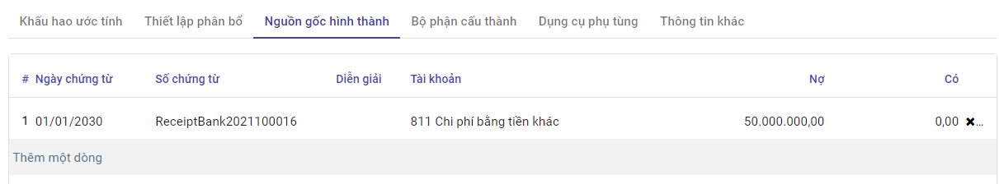 Khấu hao ước tính Thiết lập phân bổ Nguồn gốc hình thành Bộ phận cấu thành Dụng cụ phụ tùng Thông tin khác
# Ngày chứng từ Số chứng từ Diễn giải Tài khoản Nợ Có
1 01/01/2030 ReceiptBank2021100016 811 Chi phí bằng tiền khác 50.000.000,00 0,00 ✖...
Thêm một dòng